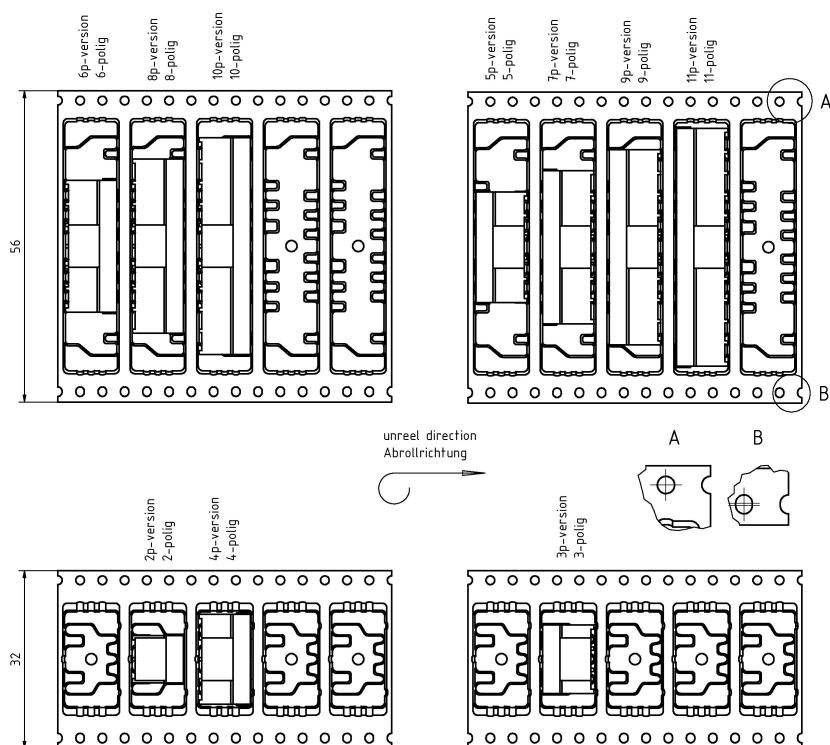 6p-version
6-polig
8p-version
8-polig
10p-version
10-polig
5p-version
5-polig
7p-version
7-polig
9p-version
9-polig
11p-version
11-polig
A
56
B
unreel direction
Abrollrichtung
A
B
2p-version
2-polig
4p-version
4-polig
3p-version
3-polig
32